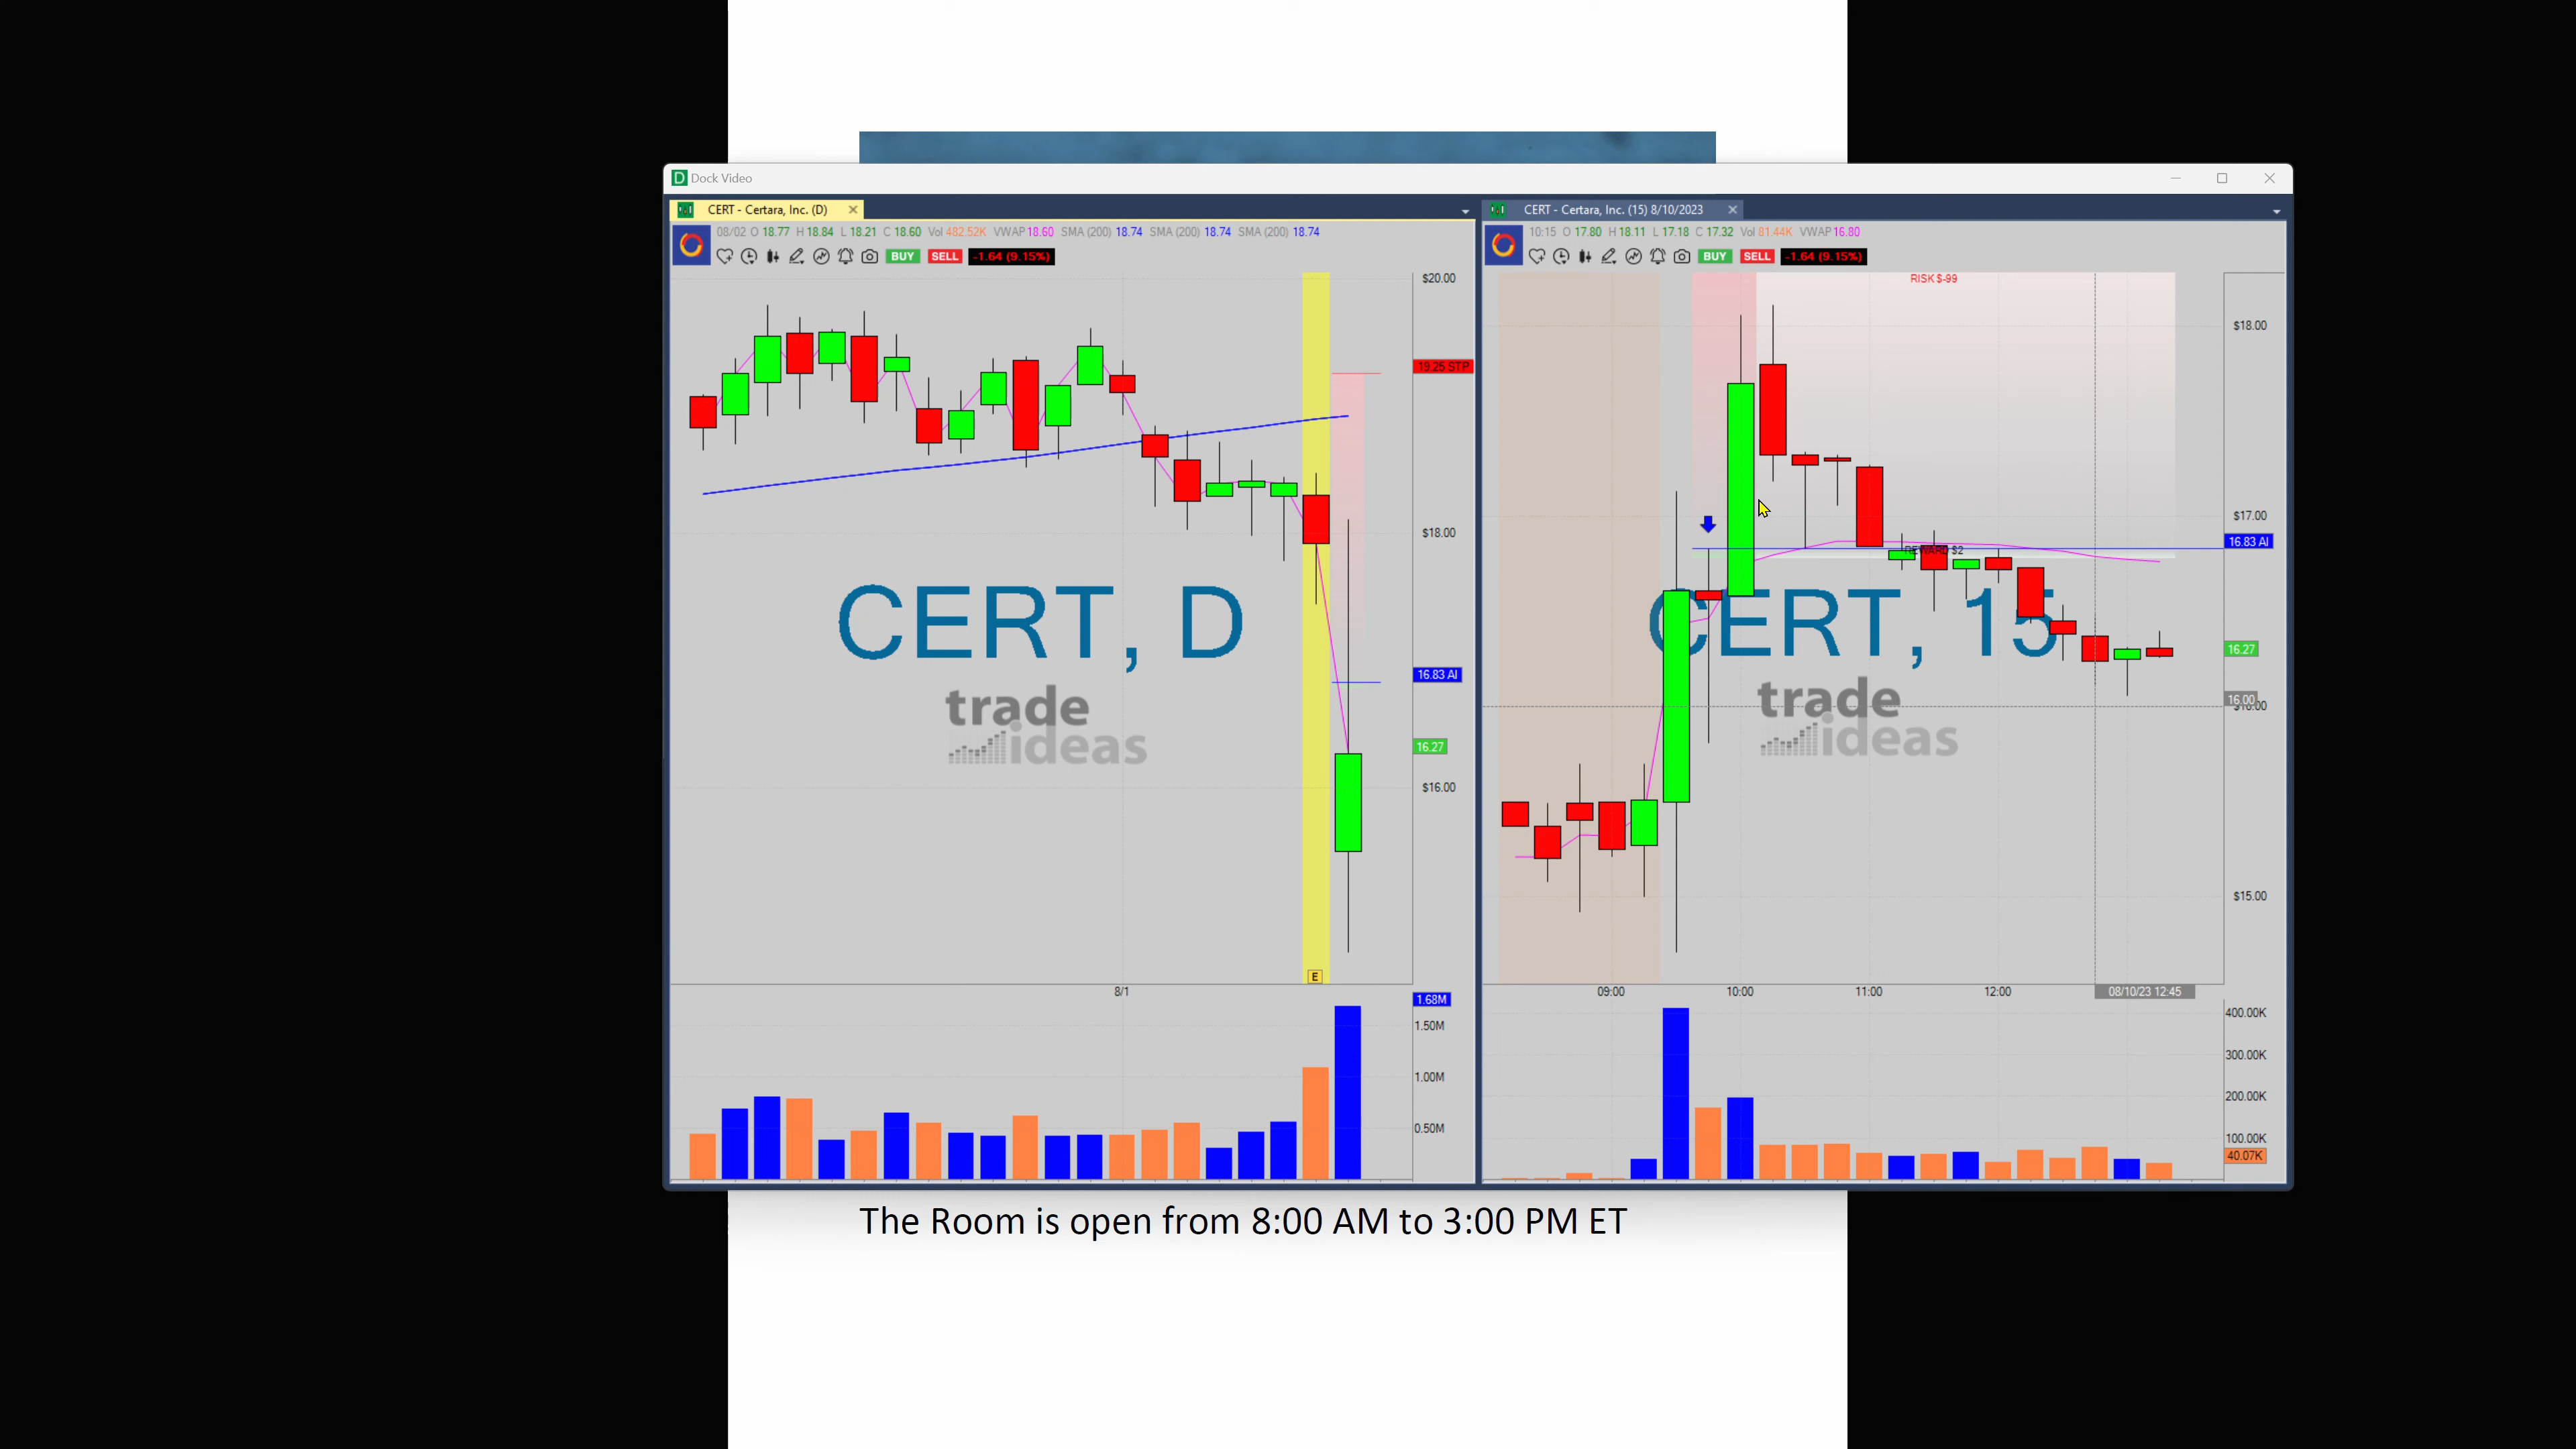 Dock Video
CERT - Certara, Inc. (D)
08/02 O 18.77 H 18.84 L 18.21 C 18.60 Vol 482.52K VWAP 18.60 SMA (200) 18.74 SMA (200) 18.74 SMA (200) 18.74
BUY SELL -1.64 (9.15%)
$20.00
19.25 STP
$18.00
CERT, D
16.83 AI
trade
ideas
16.27
$16.00
E
8/1
1.68M
1.50M
1.00M
0.50M
CERT - Certara, Inc. (15) 8/10/2023
10:15 O 17.80 H 18.11 L 17.18 C 17.32 Vol 81.44K VWAP 16.80
BUY SELL -1.64 (9.15%)
RISK $-99
$18.00
$17.00
16.83 AI
REWARD $2
CERT, 15
16.27
trade
ideas
16.00
$16.00
$15.00
09:00 10:00 11:00 12:00 08/10/23 12:45
400.00K
300.00K
200.00K
100.00K
40.07K
The Room is open from 8:00 AM to 3:00 PM ET